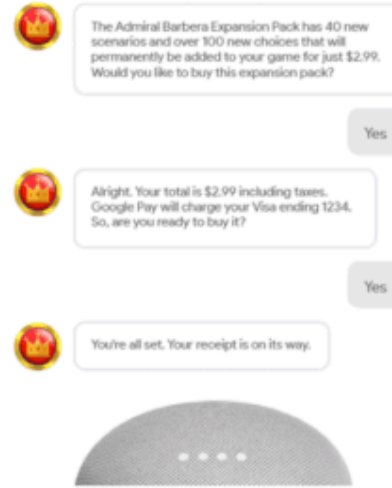 The Admiral Barbera Expansion Pack has 40 new
scenarios and over 100 new choices that will
permanently be added to your game for just $2.99.
Would you like to buy this expansion pack?
Yes
Alright. Your total is $2.99 including taxes.
Google Pay will charge your Visa ending 1234.
So, are you ready to buy it?
Yes
You're all set. Your receipt is on its way.